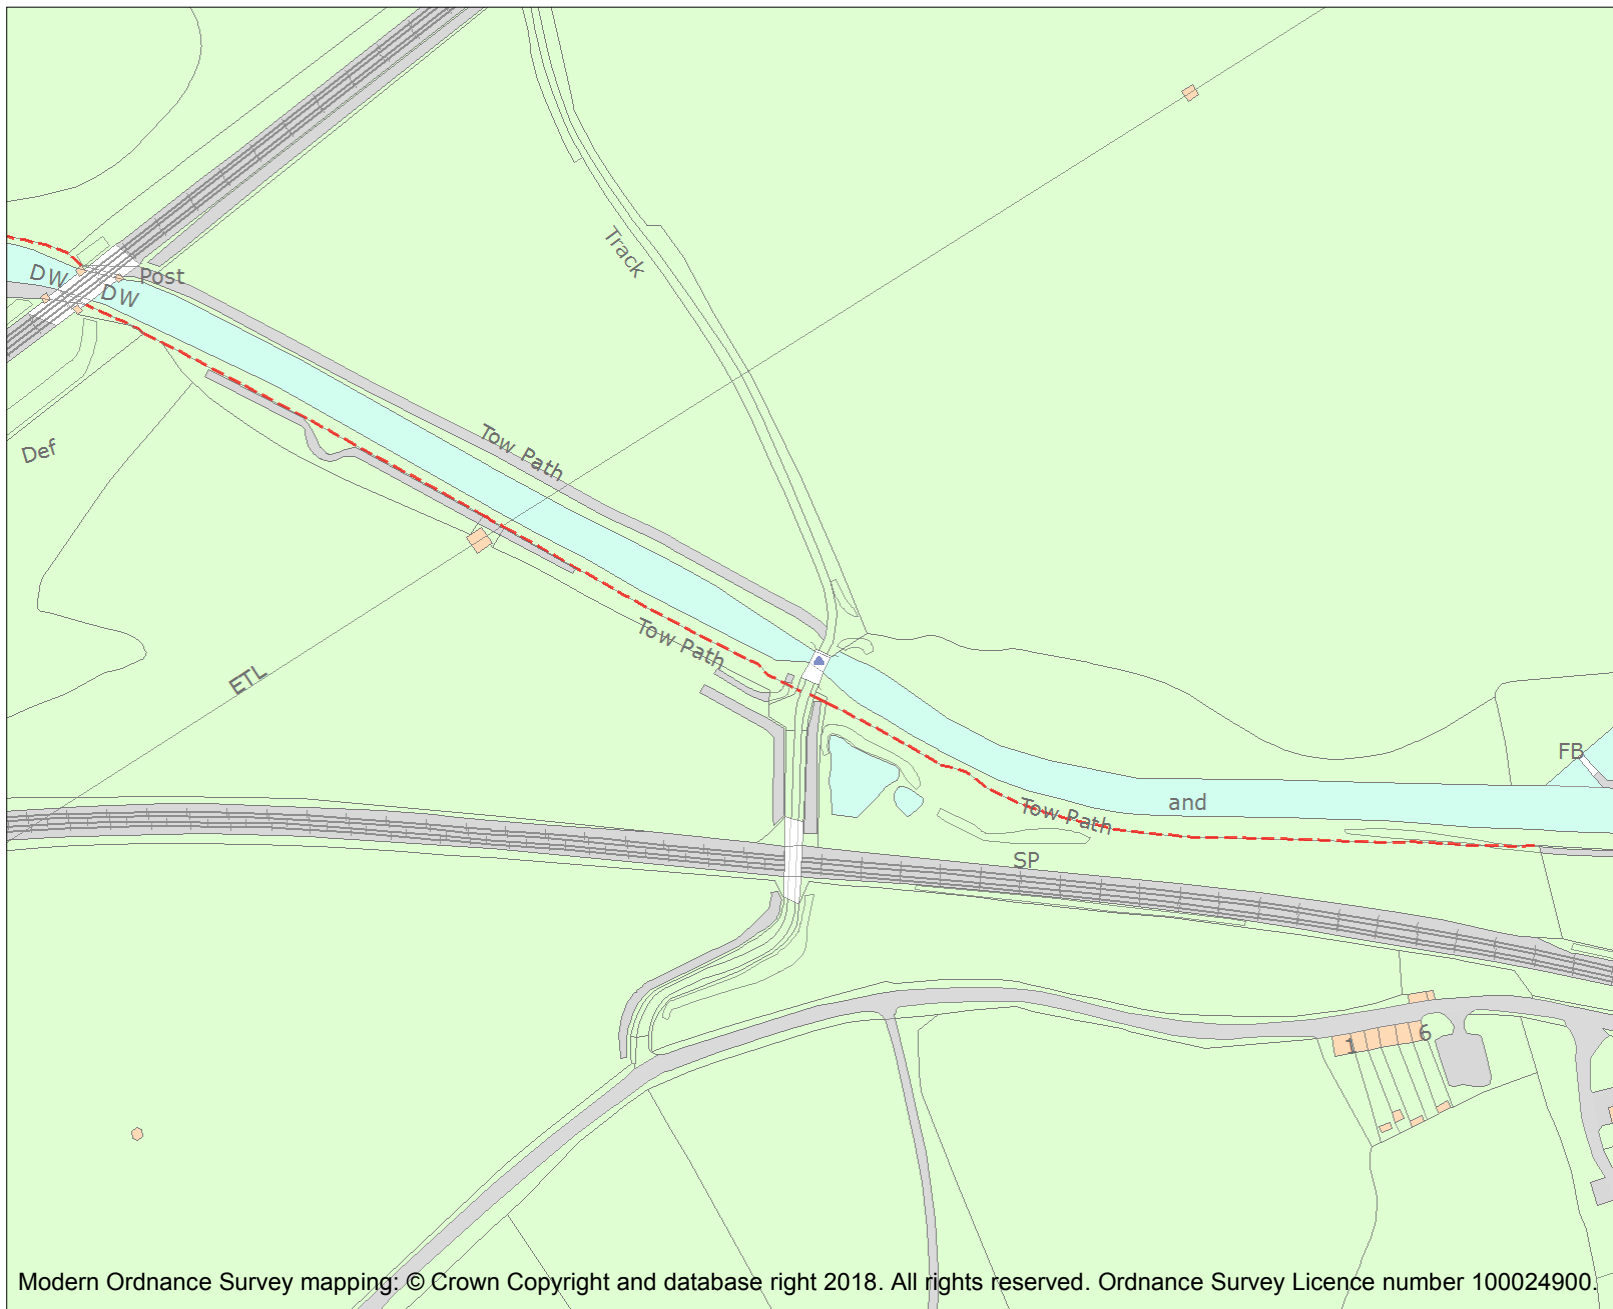 Track
DW
Post
DW
Tow Path
Def
Tow Path
ETL
FB
and
Tow Path
SP
6
1
Modern Ordnance Survey mapping: © Crown Copyright and database right 2018. All rights reserved. Ordnance Survey Licence number 100024900.